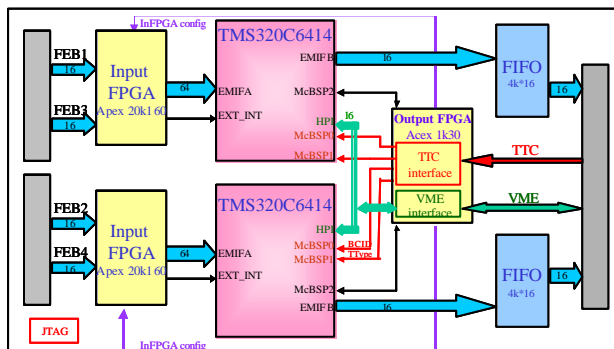 InFPGA config
FEB1
16
FEB3
16
Input
FPGA
Apex 20k160
64
TMS320C6414
EMIFB
EMIFA
EXT_INT
McBSP2
HPI
McBSP0
McBSP1
16
16
FIFO
4k*16
16
Output FPGA
Acex 1k30
TTC
interface
VME
interface
TTC
VME
FEB2
16
FEB4
16
Input
FPGA
Apex 20k160
64
TMS320C6414
HPI
EMIFA
McBSP0
BCID
McBSP1
TType
EXT_INT
McBSP2
EMIFB
16
FIFO
4k*16
16
JTAG
InFPGA config